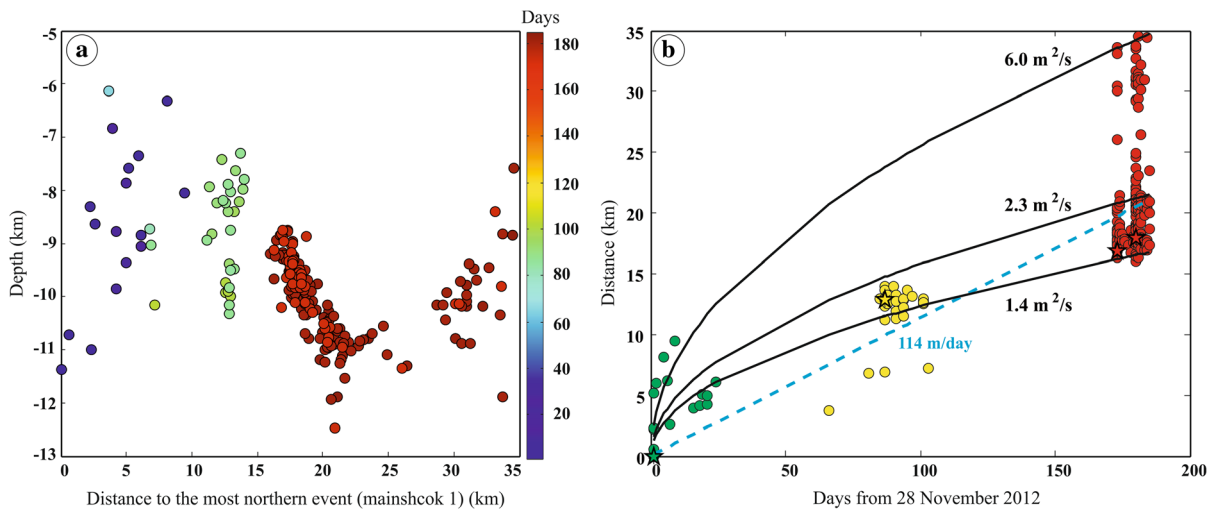 a
Days
-5
-6
-7
-8
-9
-10
-11
-12
-13
Depth (km)
0 5 10 15 20 25 30 35
Distance to the most northern event (mainshcok 1) (km)
180
160
140
120
100
80
60
40
20
b
35
30
25
20
15
10
5
0
Distance (km)
6.0 m²/s
2.3 m²/s
1.4 m²/s
114 m/day
50 100 150 200
Days from 28 November 2012